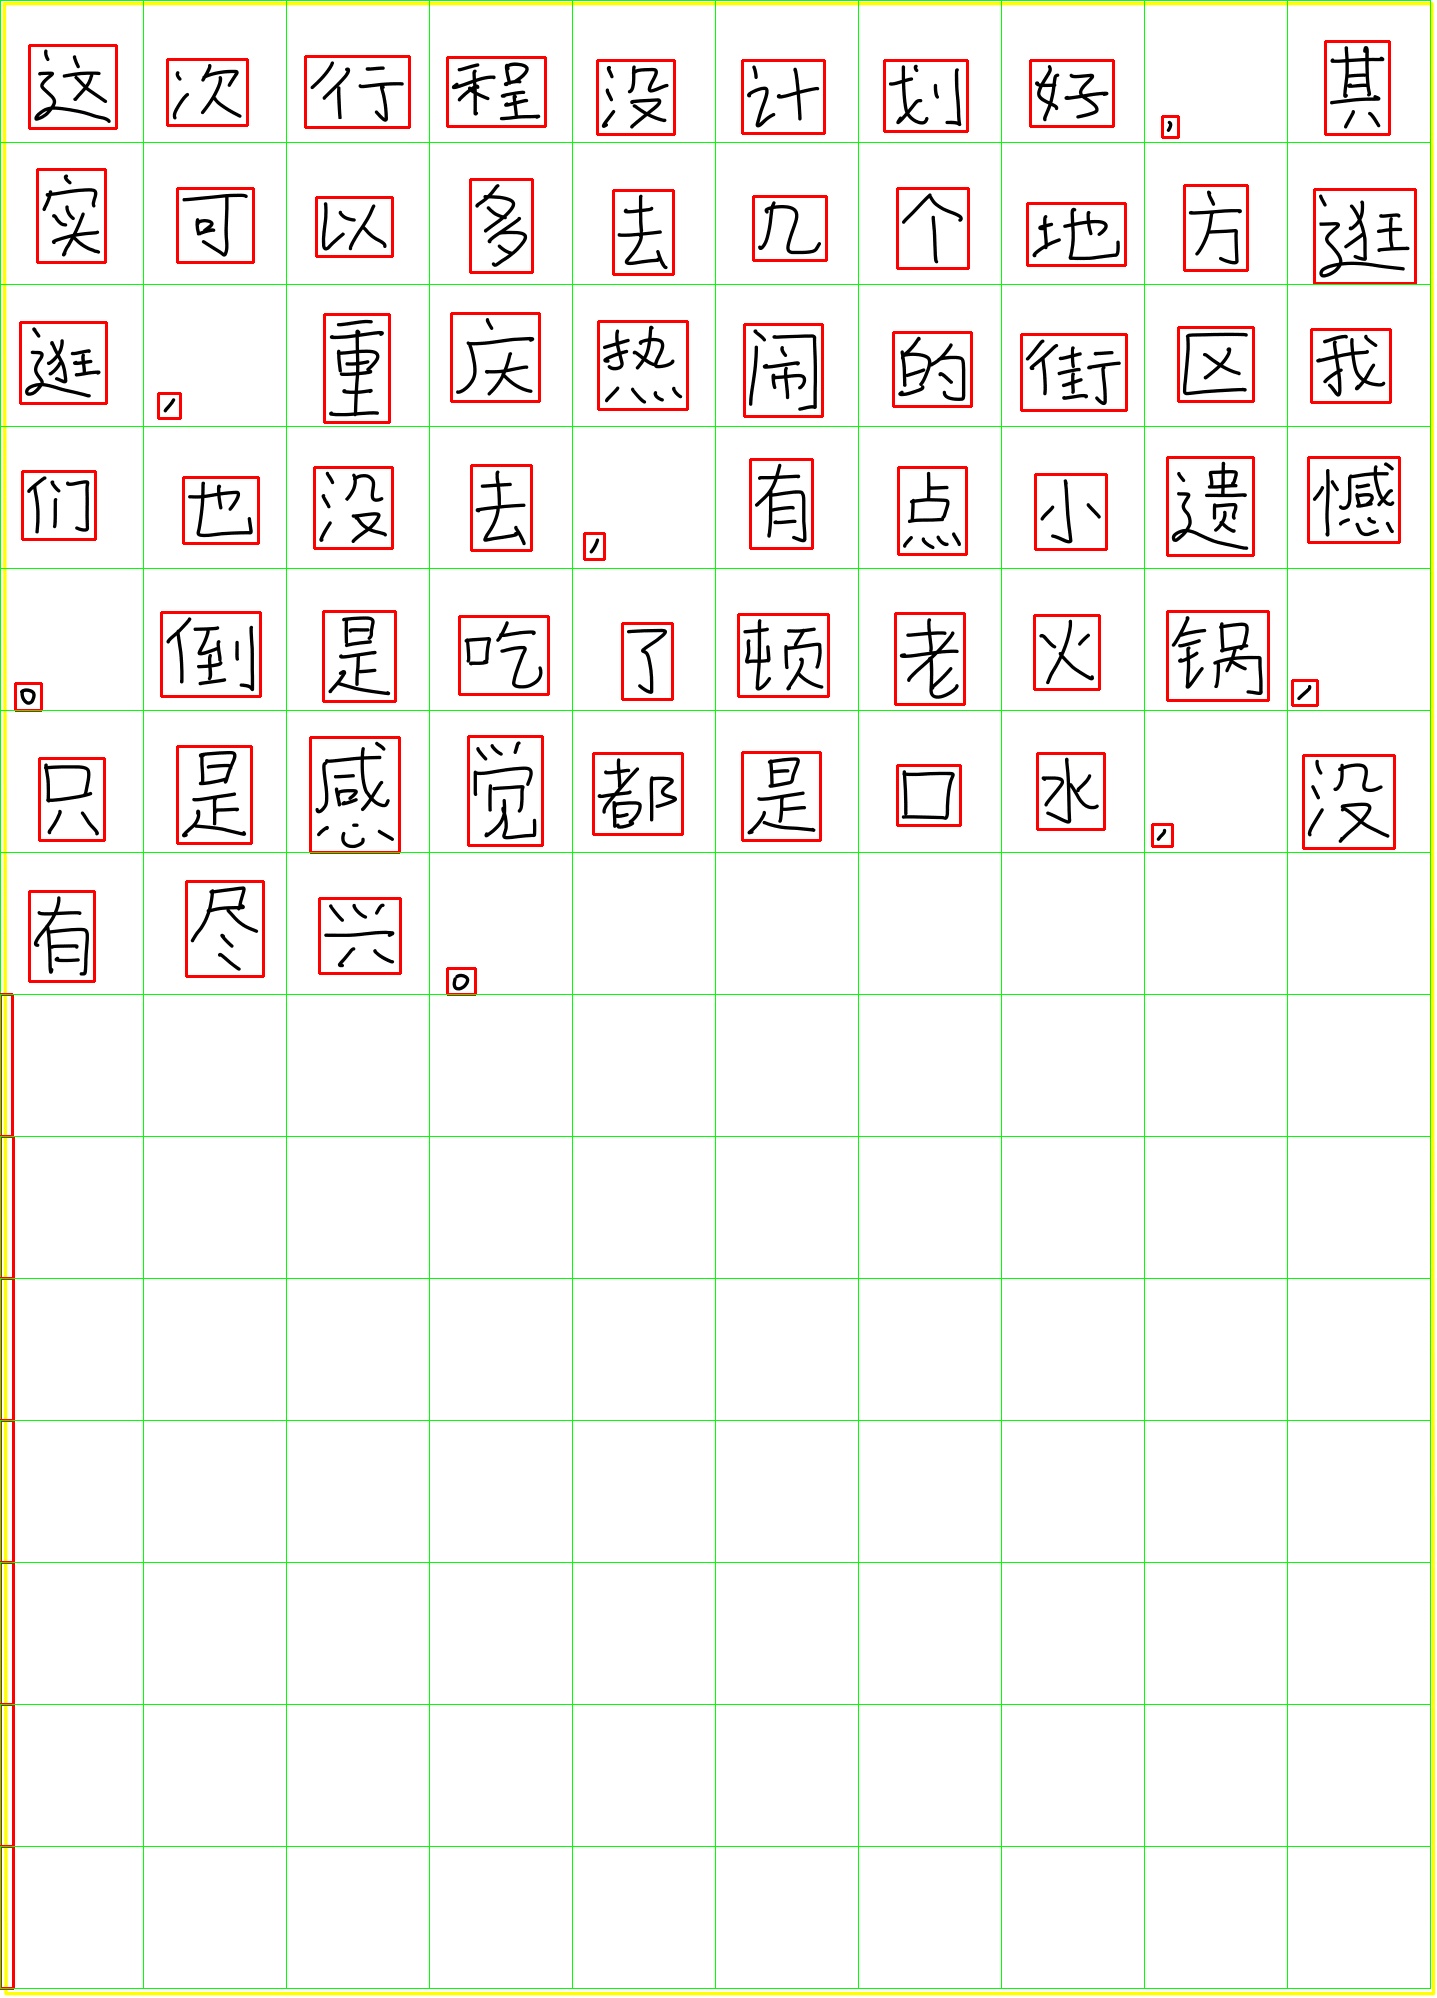 这次行程没计划好，其
实可以多去几个地方逛
逛，重庆热闹的街区我
们也没去，有点小遗憾
。倒是吃了顿老火锅，
只是感觉都是口水，没
有尽兴。